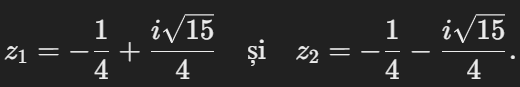 z₁ = −1/4 + i√15/4 și z₂ = −1/4 − i√15/4.